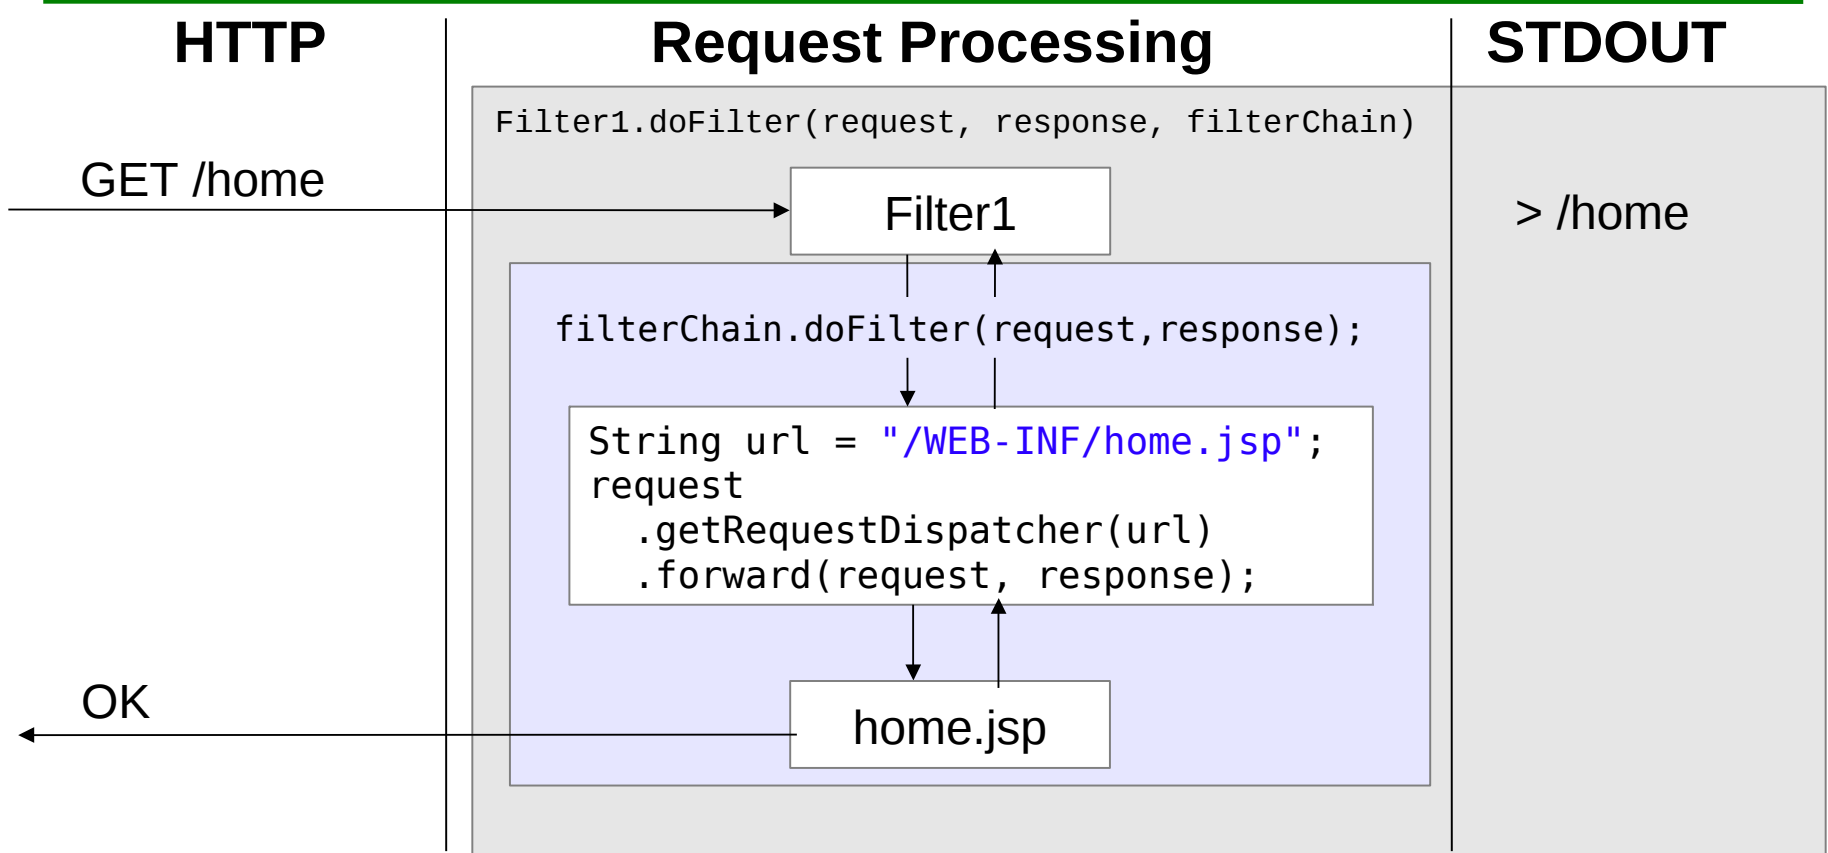 HTTP
Request Processing
STDOUT
Filter1.doFilter(request, response, filterChain)
GET /home
Filter1
> /home
filterChain.doFilter(request,response);
String url = "/WEB-INF/home.jsp";
request
  .getRequestDispatcher(url)
  .forward(request, response);
OK
home.jsp